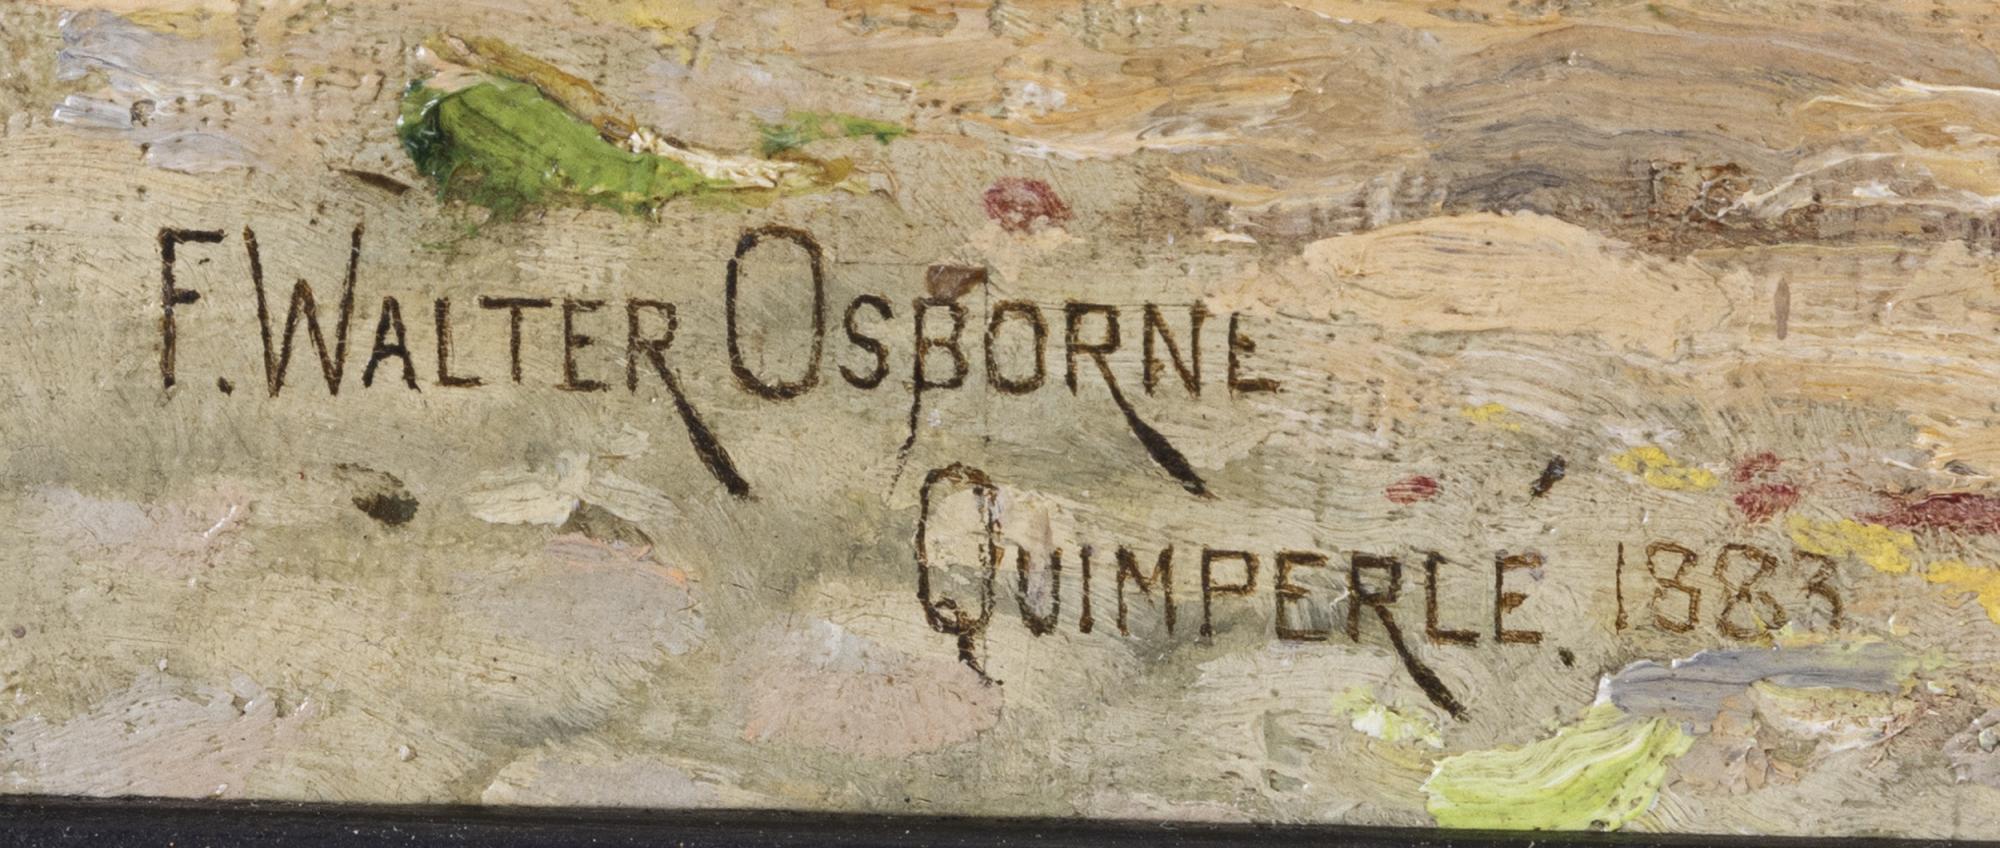 F. WALTER OSBORNE
QUIMPERLÉ. 1883